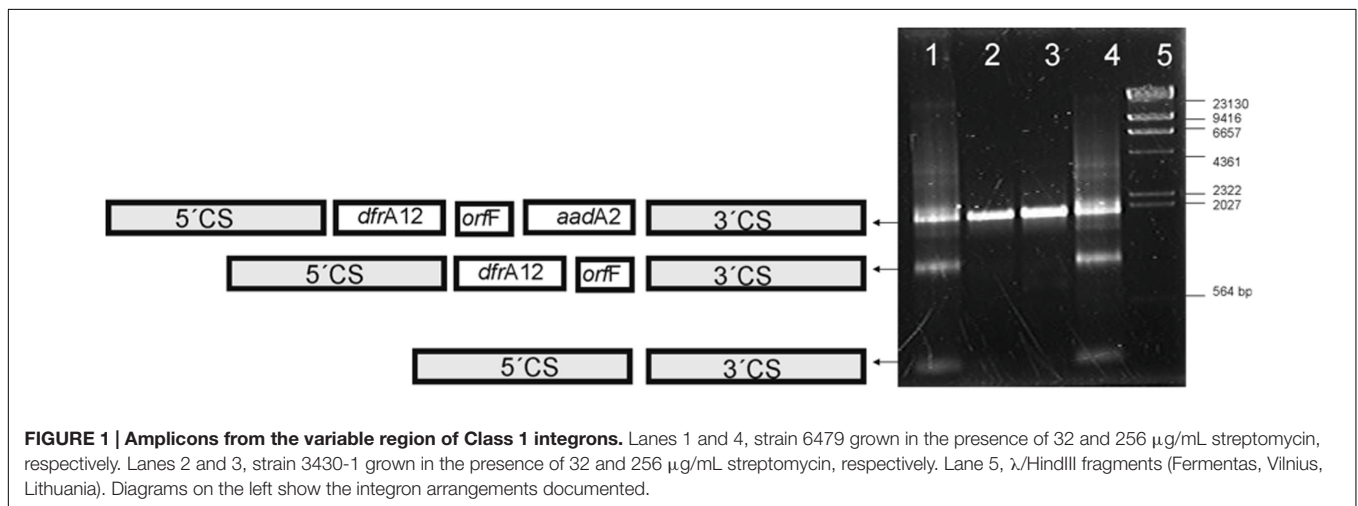 1 2 3 4 5
23130
9416
6657
4361
2322
2027
564 bp
5´CS dfrA12 orfF aadA2 3´CS
5´CS dfrA12 orfF 3´CS
5´CS 3´CS
FIGURE 1 | Amplicons from the variable region of Class 1 integrons. Lanes 1 and 4, strain 6479 grown in the presence of 32 and 256 μg/mL streptomycin,
respectively. Lanes 2 and 3, strain 3430-1 grown in the presence of 32 and 256 μg/mL streptomycin, respectively. Lane 5, λ/HindIII fragments (Fermentas, Vilnius,
Lithuania). Diagrams on the left show the integron arrangements documented.